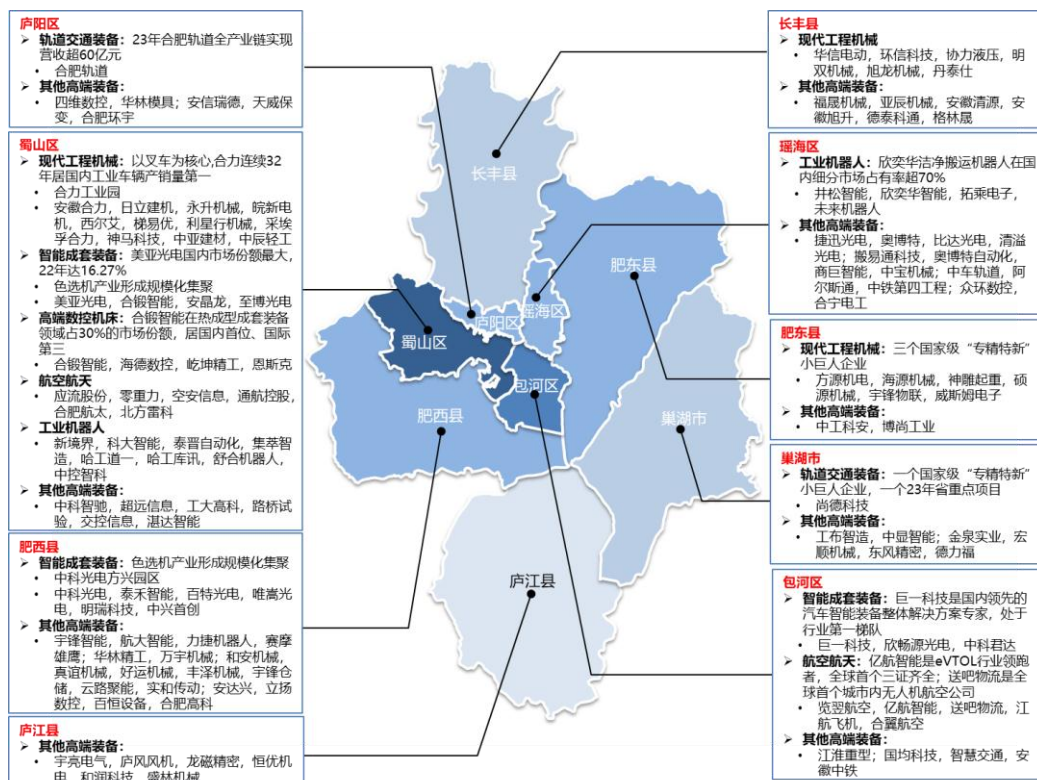 庐阳区
➢ 轨道交通装备：23年合肥轨道全产业链实现
营收超60亿元
• 合肥轨道
➢ 其他高端装备：
• 四维数控，华林模具；安信瑞德，天威保
变，合肥环宇
蜀山区
➢ 现代工程机械：以叉车为核心,合力连续32
年居国内工业车辆产销量第一
• 合力工业园
• 安徽合力，日立建机，永升机械，皖新电
机，西尔艾，梯易优，利星行机械，采埃
孚合力，神马科技，中亚建材，中辰轻工
➢ 智能成套装备：美亚光电国内市场份额最大，
22年达16.27%
• 色选机产业形成规模化集聚
• 美亚光电，合锻智能，安晶龙，至博光电
➢ 高端数控机床：合锻智能在热成型成套装备
领域占30%的市场份额，居国内首位、国际
第三
• 合锻智能，海德数控，乾坤精工，恩斯克
➢ 航空航天
• 应流股份，零重力，空安信息，通航控股，
合肥航太，北方雷科
➢ 工业机器人
• 新境界，科大智能，泰晋自动化，集萃智
造，哈工道一，哈工库讯，舒合机器人，
中控智科
➢ 其他高端装备：
• 中科智驰，超远信息，工大高科，路桥试
验，交控信息，湛达智能
肥西县
➢ 智能成套装备：色选机产业形成规模化集聚
• 中科光电方兴园区
• 中科光电，泰禾智能，百特光电，唯嵩光
电，明瑞科技，中兴首创
➢ 其他高端装备：
• 宇锋智能，航大智能，力捷机器人，赛摩
雄鹰；华林精工，万宇机械；和安机械，
真谊机械，好运机械，丰泽机械，宇锋仓
储，云路聚能，实和传动；安达兴，立扬
数控，百恒设备，合肥高科
庐江县
➢ 其他高端装备：
• 宇亮电气，庐风风机，龙磁精密，恒优机
电，和润科技，盛林机械
长丰县
肥东县
瑶海区
庐阳区
蜀山区
包河区
肥西县
巢湖市
庐江县
长丰县
➢ 现代工程机械
• 华信电动，环信科技，协力液压，明
双机械，旭龙机械，丹泰仕
➢ 其他高端装备：
• 福晟机械，亚辰机械，安徽清源，安
徽旭升，德泰科通，格林晟
瑶海区
➢ 工业机器人：欣奕华洁净搬运机器人在国
内细分市场占有率超70%
• 井松智能，欣奕华智能，拓乘电子，
未来机器人
➢ 其他高端装备：
• 捷迅光电，奥博特，比达光电，清溢
光电；搬易通科技，奥博特自动化，
商巨智能，中宝机械；中车轨道，阿
尔斯通，中铁第四工程；众环数控，
合宁电工
肥东县
➢ 现代工程机械：三个国家级“专精特新”
小巨人企业
• 方源机电，海源机械，神雕起重，硕
源机械，宇锋物联，威斯姆电子
➢ 其他高端装备：
• 中工科安，博尚工业
巢湖市
➢ 轨道交通装备：一个国家级“专精特新”
小巨人企业，一个23年省重点项目
• 尚德科技
➢ 其他高端装备：
• 工布智造，中显智能；金泉实业，宏
顺机械，东风精密，德力福
包河区
➢ 智能成套装备：巨一科技是国内领先的
汽车智能装备整体解决方案专家，处于
行业第一梯队
• 巨一科技，欣畅源光电，中科君达
➢ 航空航天：亿航智能是eVTOL行业领跑
者，全球首个三证齐全；送吧物流是全
球首个城市内无人机航空公司
• 览翌航空，亿航智能，送吧物流，江
航飞机，合翼航空
➢ 其他高端装备：
• 江淮重型；国均科技，智慧交通，安
徽中铁